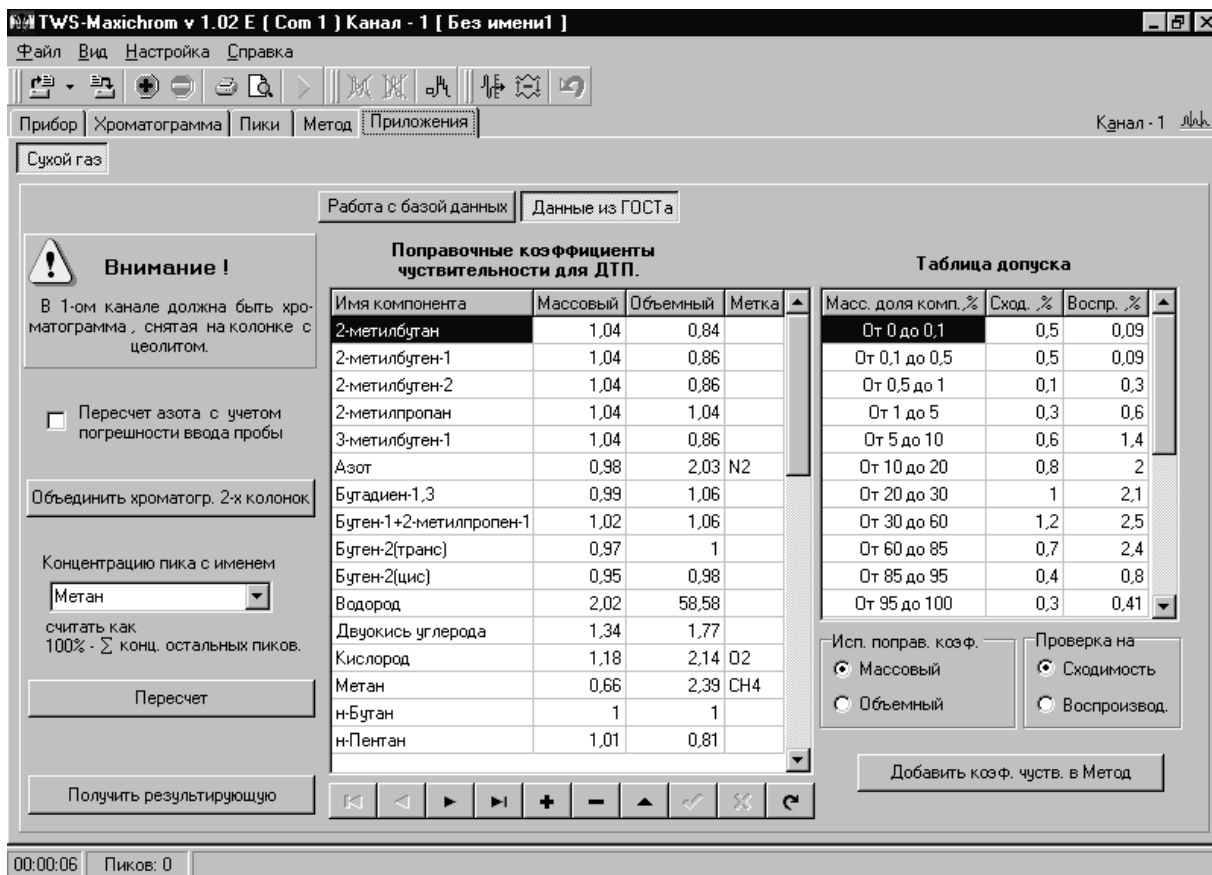 TWS-Maxichrom v 1.02 E ( Com 1 ) Канал - 1 [ Без имени1 ]
Файл Вид Настройка Справка
Прибор Хроматограмма Пики Метод Приложения Канал - 1
Сухой газ
Работа с базой данных Данные из ГОСТа
Внимание !
В 1-ом канале должна быть хро-
матограмма , снятая на колонке с
цеолитом.
Пересчет азота с учетом
погрешности ввода пробы
Объединить хроматогр. 2-х колонок
Концентрацию пика с именем
Метан
считать как
100% - ∑ конц. остальных пиков.
Пересчет
Получить результирующую
Поправочные коэффициенты
чуствительности для ДТП.
Имя компонента Массовый Объемный Метка
2-метилбутан 1,04 0,84
2-метилбутен-1 1,04 0,86
2-метилбутен-2 1,04 0,86
2-метилпропан 1,04 1,04
3-метилбутен-1 1,04 0,86
Азот 0,98 2,03 N2
Бутадиен-1,3 0,99 1,06
Бутен-1+2-метилпропен-1 1,02 1,06
Бутен-2(транс) 0,97 1
Бутен-2(цис) 0,95 0,98
Водород 2,02 58,58
Двуокись углерода 1,34 1,77
Кислород 1,18 2,14 O2
Метан 0,66 2,39 CH4
н-Бутан 1 1
н-Пентан 1,01 0,81
Таблица допуска
Масс. доля комп.,% Сход. ,% Воспр. ,%
От 0 до 0,1 0,5 0,09
От 0,1 до 0,5 0,5 0,09
От 0,5 до 1 0,1 0,3
От 1 до 5 0,3 0,6
От 5 до 10 0,6 1,4
От 10 до 20 0,8 2
От 20 до 30 1 2,1
От 30 до 60 1,2 2,5
От 60 до 85 0,7 2,4
От 85 до 95 0,4 0,8
От 95 до 100 0,3 0,41
Исп. поправ. коэф.
Массовый
Объемный
Проверка на
Сходимость
Воспроизвод.
Добавить коэф. чуств. в Метод
00:00:06 Пиков: 0